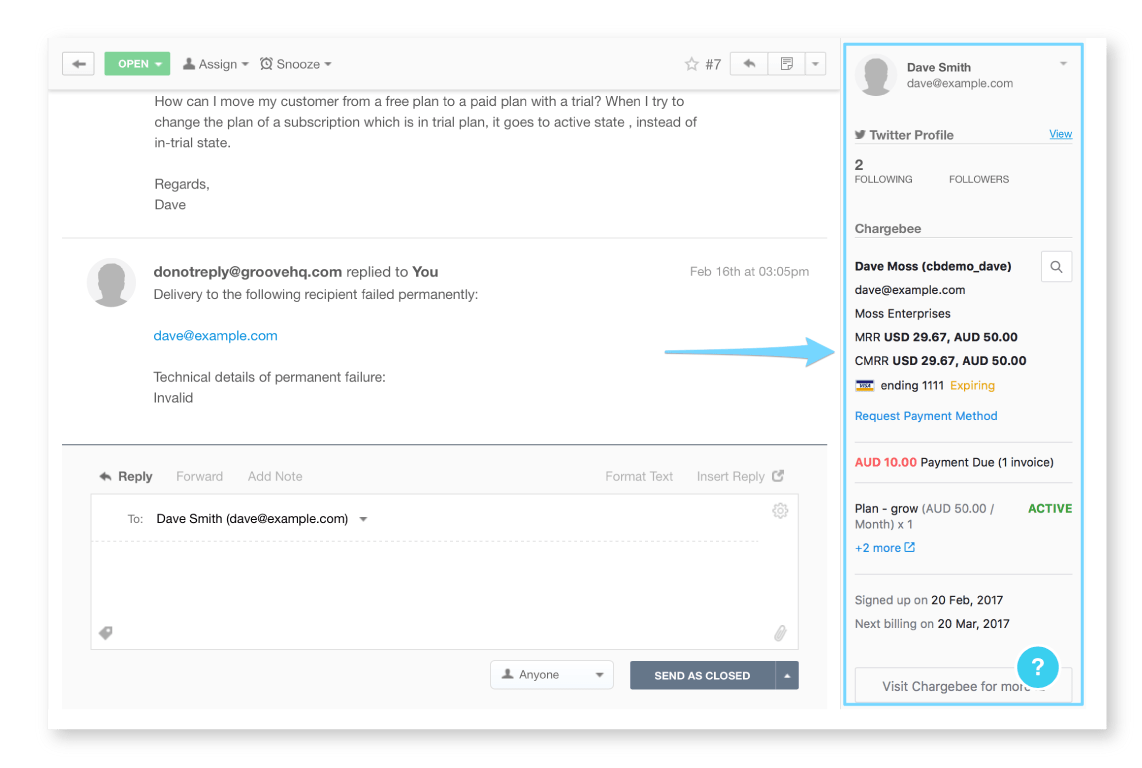 OPEN Assign Snooze #7
How can I move my customer from a free plan to a paid plan with a trial? When I try to
change the plan of a subscription which is in trial plan, it goes to active state , instead of
in-trial state.
Regards,
Dave
donotreply@groovehq.com replied to You Feb 16th at 03:05pm
Delivery to the following recipient failed permanently:
dave@example.com
Technical details of permanent failure:
Invalid
Reply Forward Add Note Format Text Insert Reply
To: Dave Smith (dave@example.com)
Anyone SEND AS CLOSED
Dave Smith
dave@example.com
Twitter Profile View
2
FOLLOWING FOLLOWERS
Chargebee
Dave Moss (cbdemo_dave)
dave@example.com
Moss Enterprises
MRR USD 29.67, AUD 50.00
CMRR USD 29.67, AUD 50.00
VISA ending 1111 Expiring
Request Payment Method
AUD 10.00 Payment Due (1 invoice)
Plan - grow (AUD 50.00 / ACTIVE
Month) x 1
+2 more
Signed up on 20 Feb, 2017
Next billing on 20 Mar, 2017
?
Visit Chargebee for more